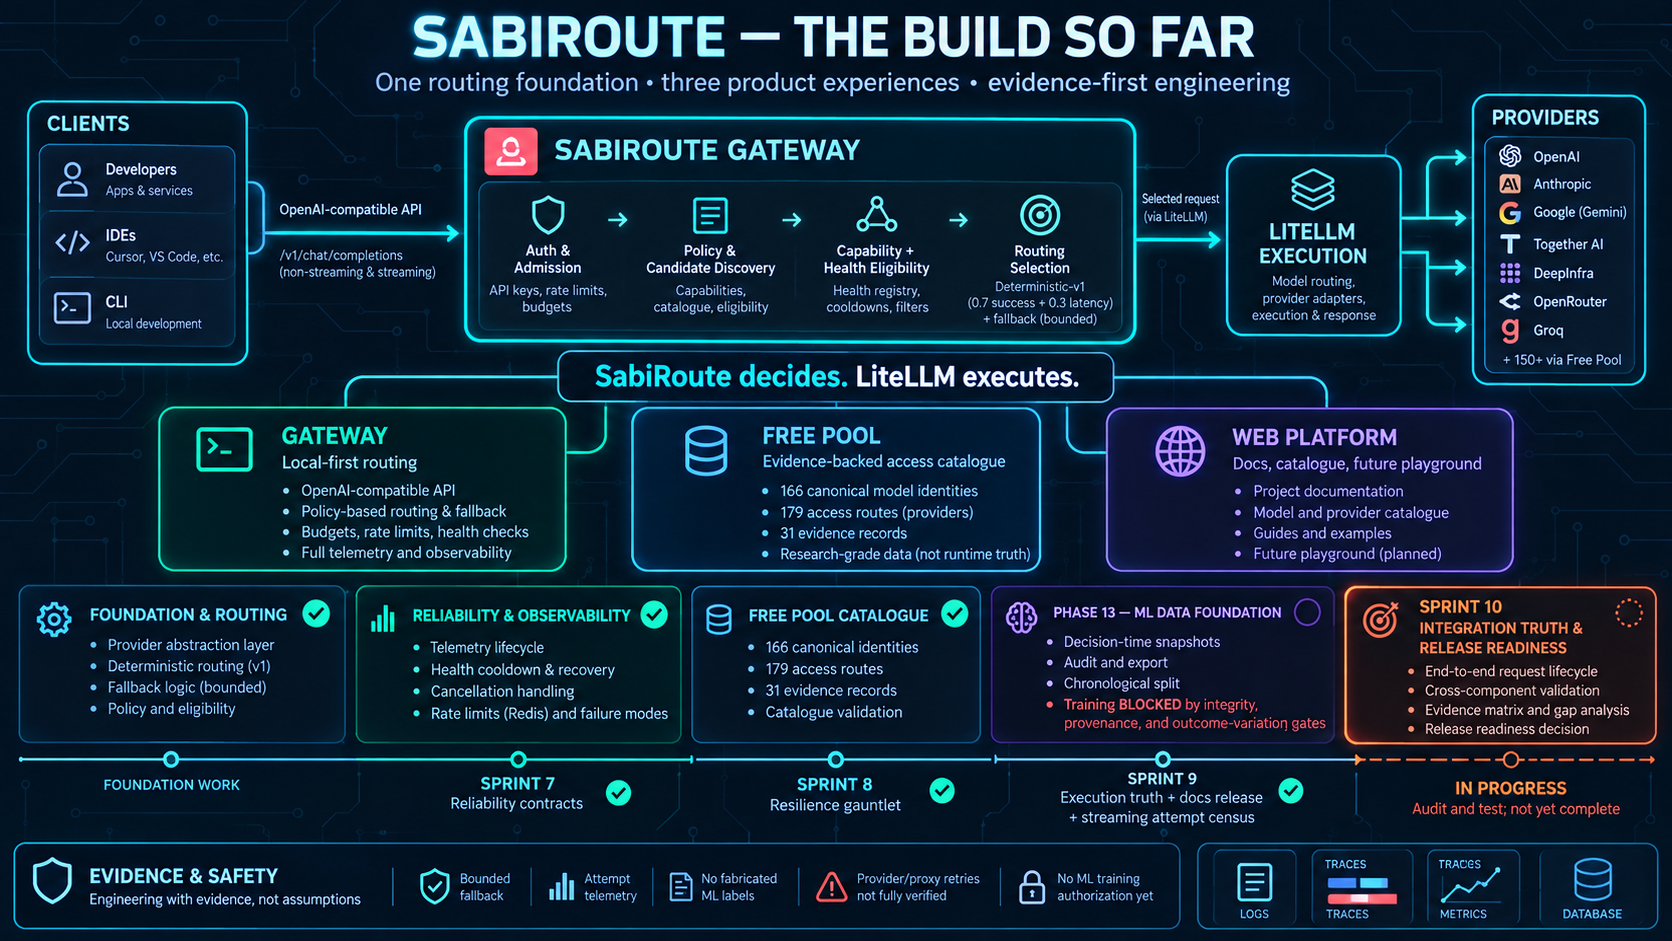 SABIROUTE — THE BUILD SO FAR
One routing foundation • three product experiences • evidence-first engineering
CLIENTS
Developers
Apps & services
IDEs
Cursor, VS Code, etc.
CLI
Local development
OpenAI-compatible API
/v1/chat/completions
(non-streaming & streaming)
SABIROUTE GATEWAY
Auth &
Admission
API keys, rate limits,
budgets
Policy &
Candidate Discovery
Capabilities,
catalogue, eligibility
Capability +
Health Eligibility
Health registry,
cooldowns, filters
Routing
Selection
Deterministic-v1
(0.7 success + 0.3 latency)
+ fallback (bounded)
Selected request
(via LiteLLM)
LITELLM
EXECUTION
Model routing,
provider adapters,
execution & response
PROVIDERS
OpenAI
Anthropic
Google (Gemini)
Together AI
DeepInfra
OpenRouter
Groq
+ 150+ via Free Pool
SabiRoute decides. LiteLLM executes.
GATEWAY
Local-first routing
• OpenAI-compatible API
• Policy-based routing & fallback
• Budgets, rate limits, health checks
• Full telemetry and observability
FREE POOL
Evidence-backed access catalogue
• 166 canonical model identities
• 179 access routes (providers)
• 31 evidence records
• Research-grade data (not runtime truth)
WEB PLATFORM
Docs, catalogue, future playground
• Project documentation
• Model and provider catalogue
• Guides and examples
• Future playground (planned)
FOUNDATION & ROUTING
• Provider abstraction layer
• Deterministic routing (v1)
• Fallback logic (bounded)
• Policy and eligibility
RELIABILITY & OBSERVABILITY
• Telemetry lifecycle
• Health cooldown & recovery
• Cancellation handling
• Rate limits (Redis) and failure modes
FREE POOL CATALOGUE
• 166 canonical identities
• 179 access routes
• 31 evidence records
• Catalogue validation
PHASE 13 — ML DATA FOUNDATION
• Decision-time snapshots
• Audit and export
• Chronological split
• Training BLOCKED by integrity,
provenance, and outcome-variation gates
SPRINT 10
INTEGRATION TRUTH &
RELEASE READINESS
• End-to-end request lifecycle
• Cross-component validation
• Evidence matrix and gap analysis
• Release readiness decision
FOUNDATION WORK
SPRINT 7
Reliability contracts
SPRINT 8
Resilience gauntlet
SPRINT 9
Execution truth + docs release
+ streaming attempt census
IN PROGRESS
Audit and test; not yet complete
EVIDENCE & SAFETY
Engineering with evidence, not assumptions
Bounded
fallback
Attempt
telemetry
No fabricated
ML labels
Provider/proxy retries
not fully verified
No ML training
authorization yet
LOGS
TRACES
TRACES
TRACES
METRICS
DATABASE